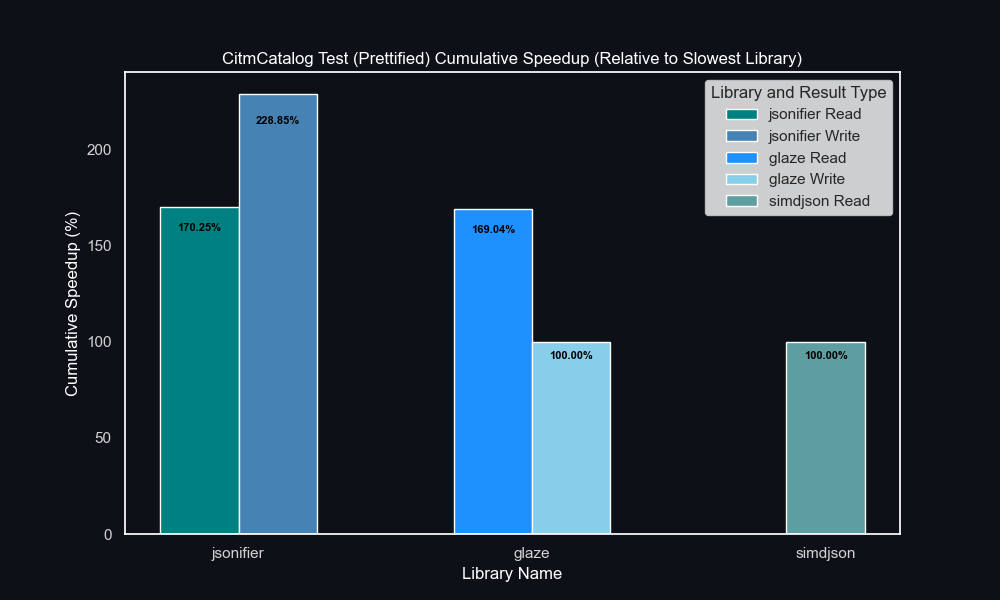 CitmCatalog Test (Prettified) Cumulative Speedup (Relative to Slowest Library)
Library and Result Type
jsonifier Read
jsonifier Write
glaze Read
glaze Write
simdjson Read
Cumulative Speedup (%)
200
150
100
50
0
170.25%
228.85%
169.04%
100.00%
100.00%
jsonifier
glaze
simdjson
Library Name